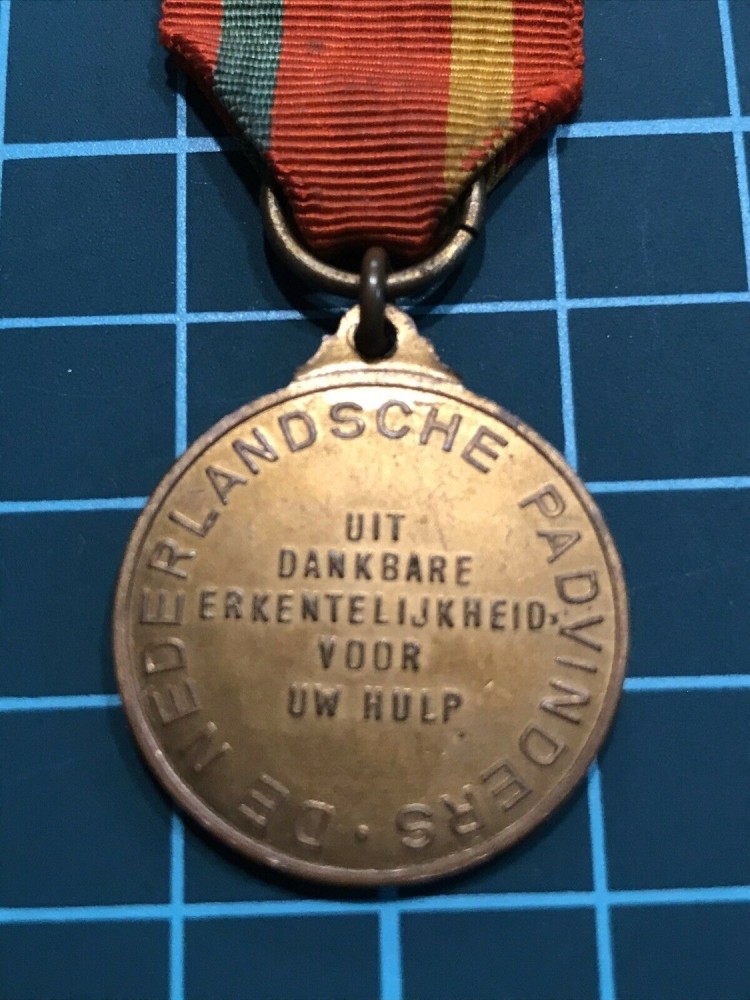 DE NEDERLANDSCHE PADVINDERS ·
UIT
DANKBARE
ERKENTELIJKHEID,
VOOR
UW HULP